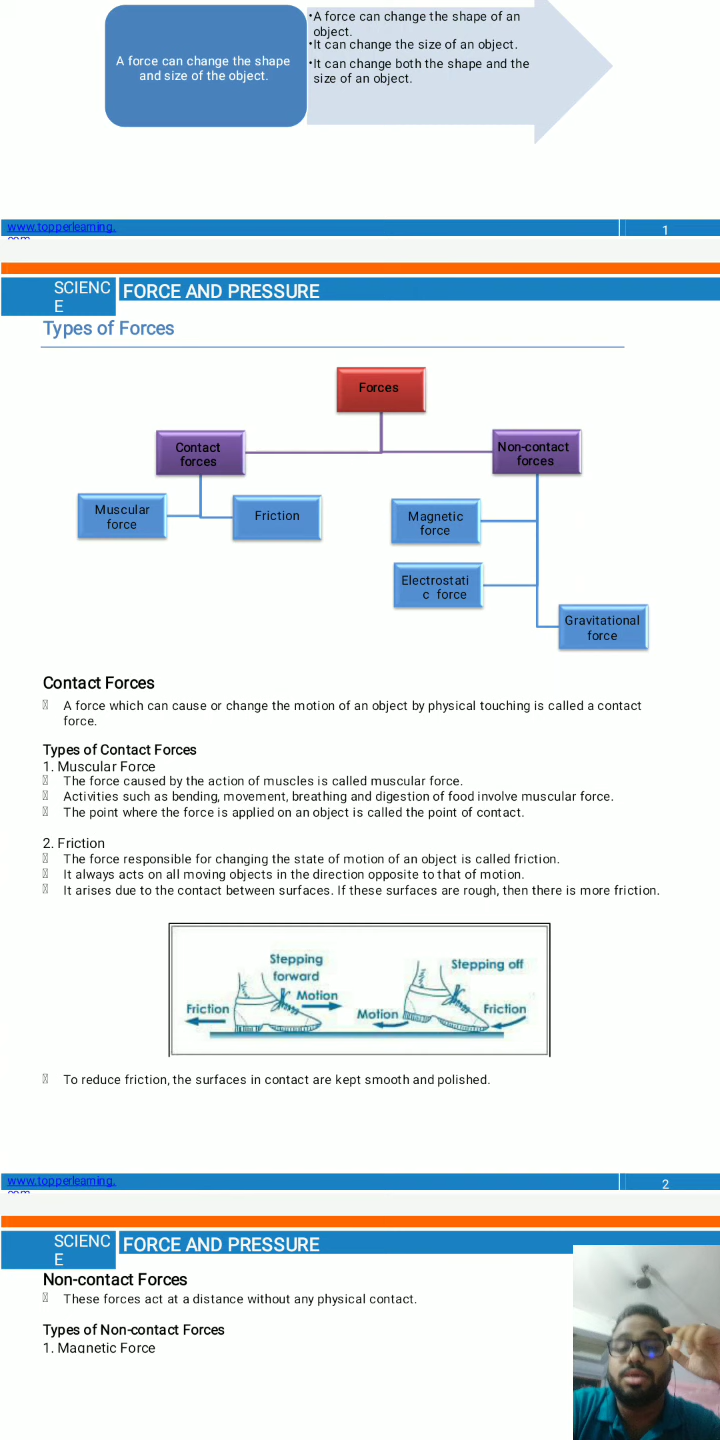 •A force can change the shape of an
object.
•It can change the size of an object.
•It can change both the shape and the
size of an object.
A force can change the shape
and size of the object.
www.topperlearning.
com
1
SCIENC
E
FORCE AND PRESSURE
Types of Forces
Forces
Contact
forces
Non-contact
forces
Muscular
force
Friction
Magnetic
force
Electrostati
c force
Gravitational
force
Contact Forces
A force which can cause or change the motion of an object by physical touching is called a contact
force.
Types of Contact Forces
1. Muscular Force
The force caused by the action of muscles is called muscular force.
Activities such as bending, movement, breathing and digestion of food involve muscular force.
The point where the force is applied on an object is called the point of contact.
2. Friction
The force responsible for changing the state of motion of an object is called friction.
It always acts on all moving objects in the direction opposite to that of motion.
It arises due to the contact between surfaces. If these surfaces are rough, then there is more friction.
Stepping
forward
Motion
Friction
Stepping off
Motion
Friction
To reduce friction, the surfaces in contact are kept smooth and polished.
www.topperlearning.
com
2
SCIENC
E
FORCE AND PRESSURE
Non-contact Forces
These forces act at a distance without any physical contact.
Types of Non-contact Forces
1. Magnetic Force